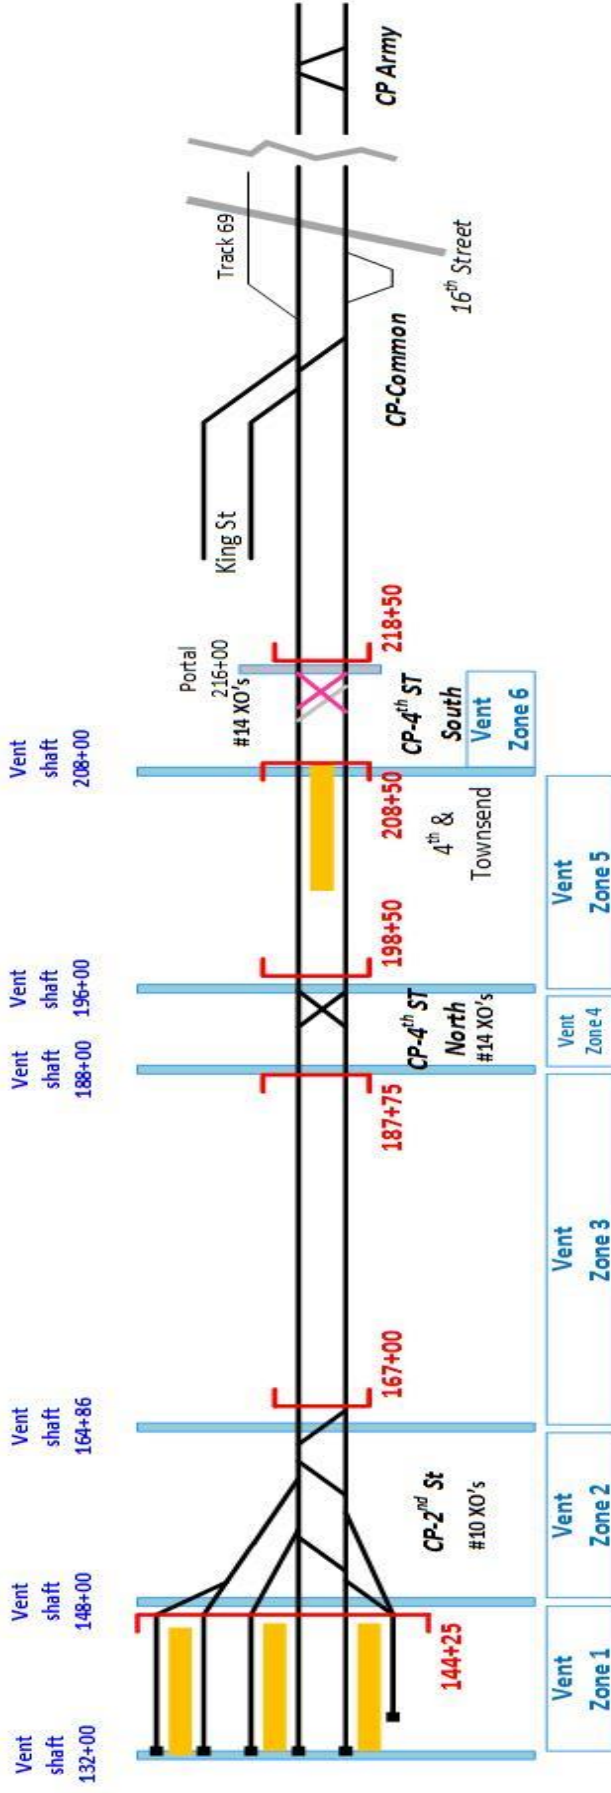 Vent
shaft
132+00
Vent
shaft
148+00
Vent
shaft
164+86
Vent
shaft
188+00
Vent
shaft
196+00
Vent
shaft
208+00
Portal
216+00
#14 XO's
King St
Track 69
144+25
167+00
187+75
198+50
208+50
218+50
CP-2nd St
#10 XO's
CP-4th ST
North
#14 XO's
4th &
Townsend
CP-4th ST
South
CP-Common
16th Street
CP Army
Vent
Zone 1
Vent
Zone 2
Vent
Zone 3
Vent
Zone 4
Vent
Zone 5
Vent
Zone 6